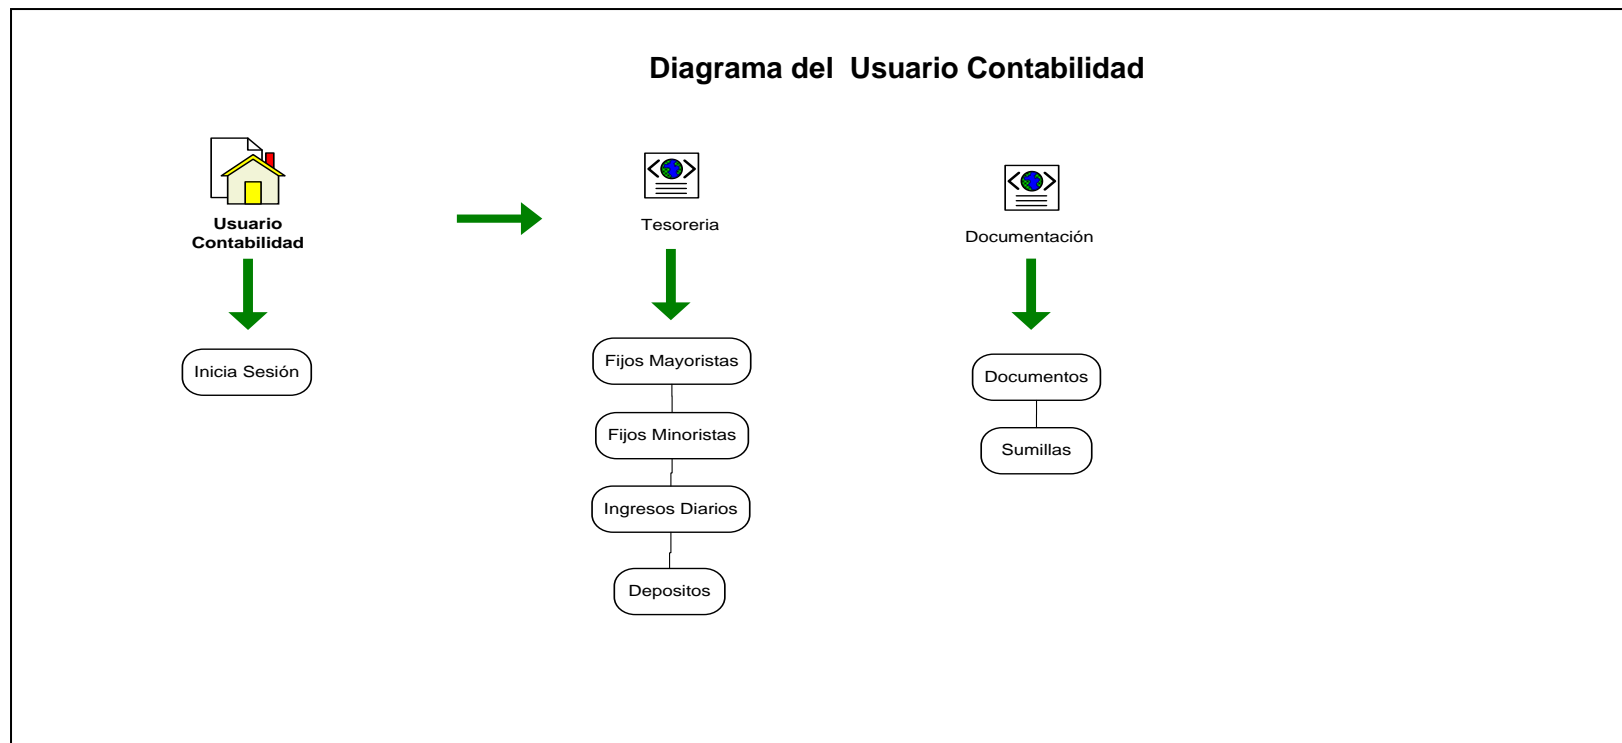 Diagrama del  Usuario Contabilidad
Usuario
Contabilidad
Inicia Sesión
Tesoreria
Fijos Mayoristas
Fijos Minoristas
Ingresos Diarios
Depositos
Documentación
Documentos
Sumillas